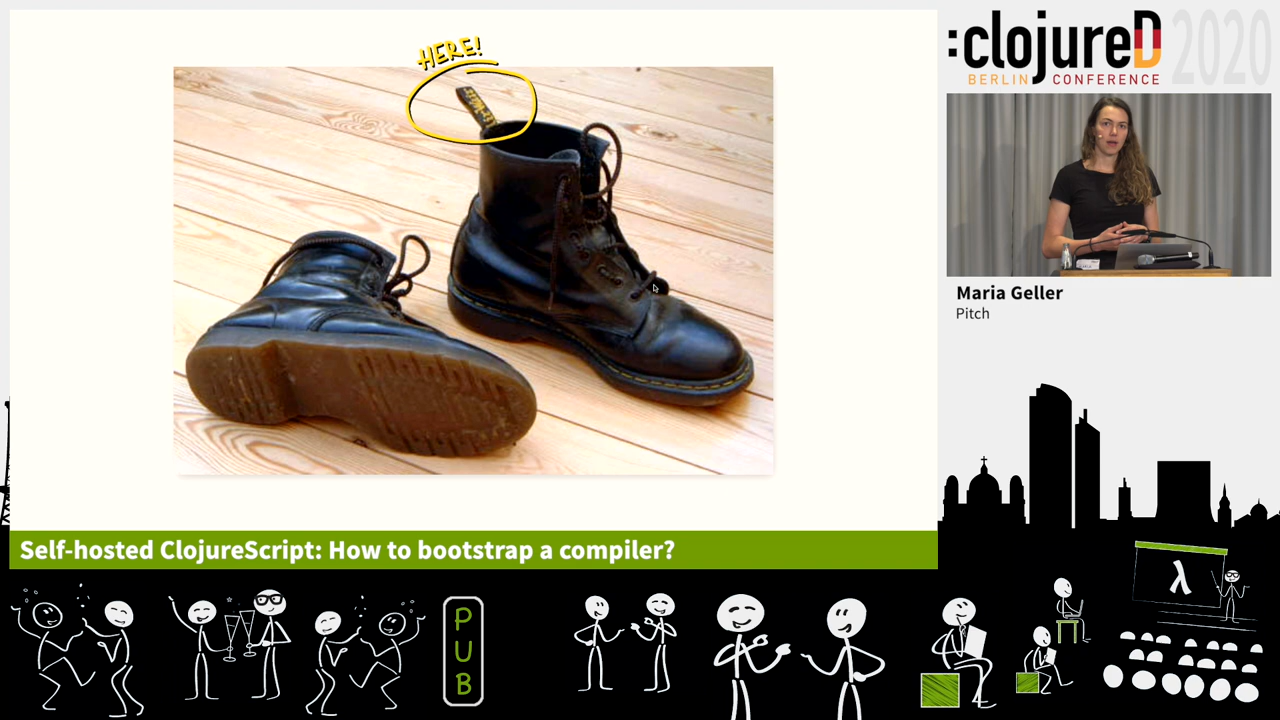 HERE!
:clojureD 2020
BERLIN CONFERENCE
Maria Geller
Pitch
Self-hosted ClojureScript: How to bootstrap a compiler?
PUB
λ